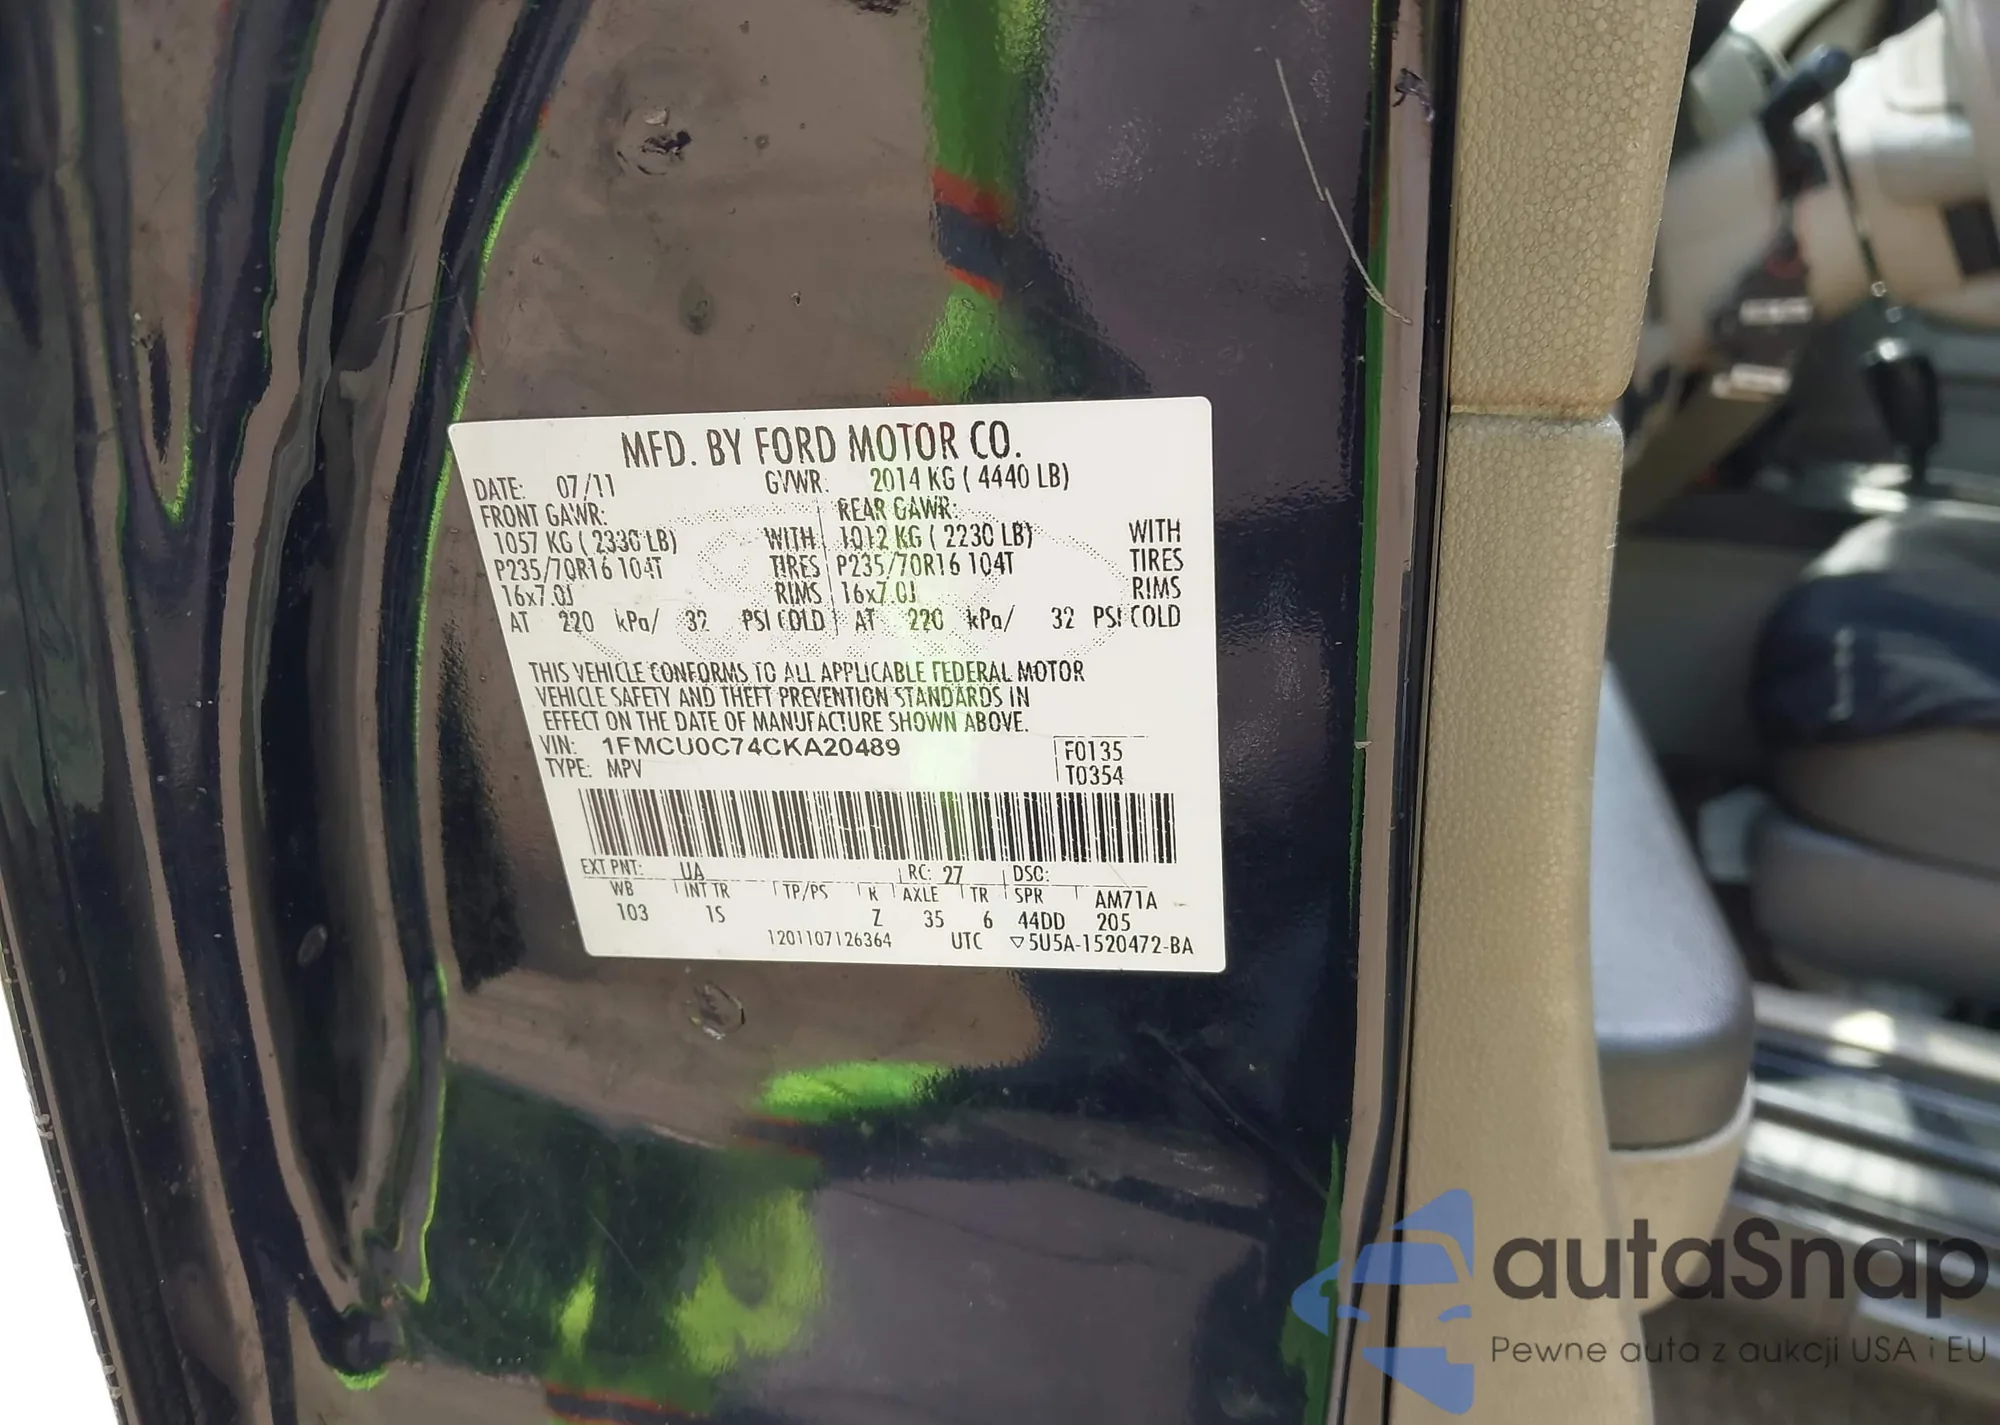 MFD. BY FORD MOTOR CO.
DATE: 07/11 GVWR: 2014 KG ( 4440 LB)
FRONT GAWR: REAR GAWR:
1057 KG ( 2330 LB) WITH 1012 KG ( 2230 LB) WITH
P235/70R16 104T TIRES P235/70R16 104T TIRES
16x7.0J RIMS 16x7.0J RIMS
AT 220 kPa/ 32 PSI COLD AT 220 kPa/ 32 PSI COLD
THIS VEHICLE CONFORMS TO ALL APPLICABLE FEDERAL MOTOR
VEHICLE SAFETY AND THEFT PREVENTION STANDARDS IN
EFFECT ON THE DATE OF MANUFACTURE SHOWN ABOVE.
VIN: 1FMCU0C74CKA20489 F0135
TYPE: MPV T0354
EXT PNT: UA RC: 27 DSO:
WB INT TR TP/PS R AXLE TR SPR AM71A
103 1S Z 35 6 44DD 205
1201107126364 UTC ▽5U5A-1520472-BA
autaSnap
Pewne auta z aukcji USA i EU